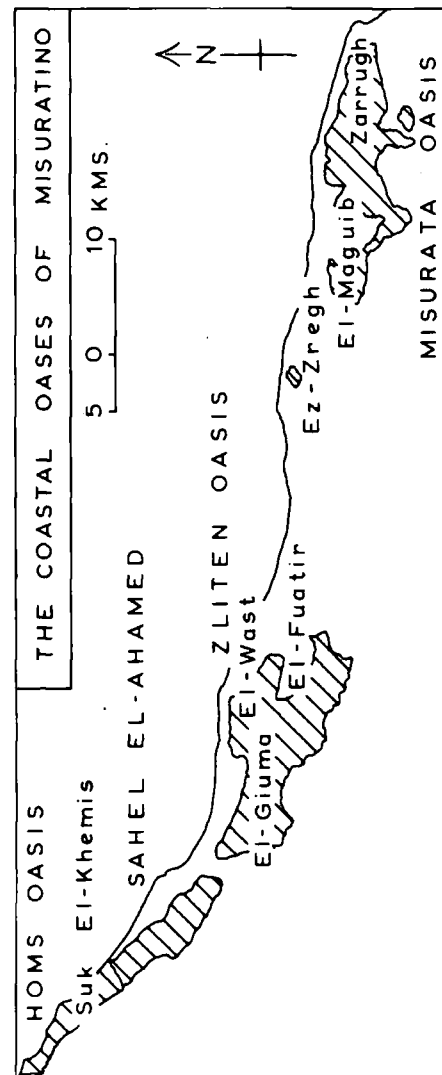 THE COASTAL OASES OF MISURATINO
HOMS OASIS
Suk El-Khemis
SAHEL EL-AHAMED
ZLITEN OASIS
N
5 0 10 KMS.
El-Giuma
El-Wast
El-Fuatir
Ez-Zregh
El-Maguib
Zarrugh
MISURATA OASIS